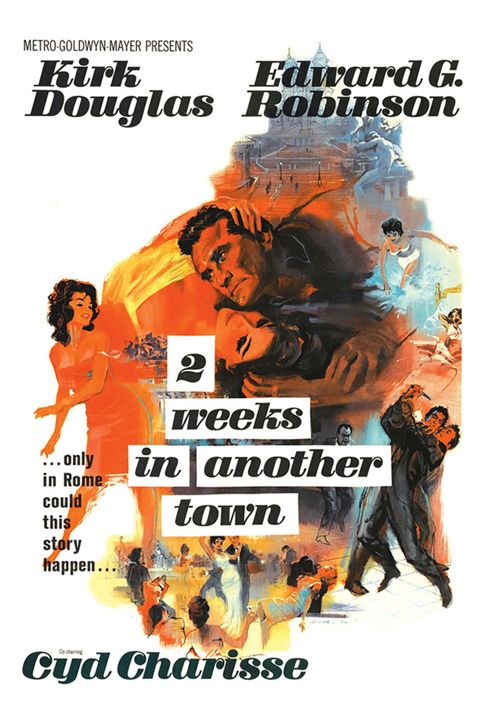 METRO-GOLDWYN-MAYER PRESENTS
Kirk
Douglas
Edward G.
Robinson
2
weeks
in another
town
...only
in Rome
could
this
story
happen...
Co-starring
Cyd Charisse